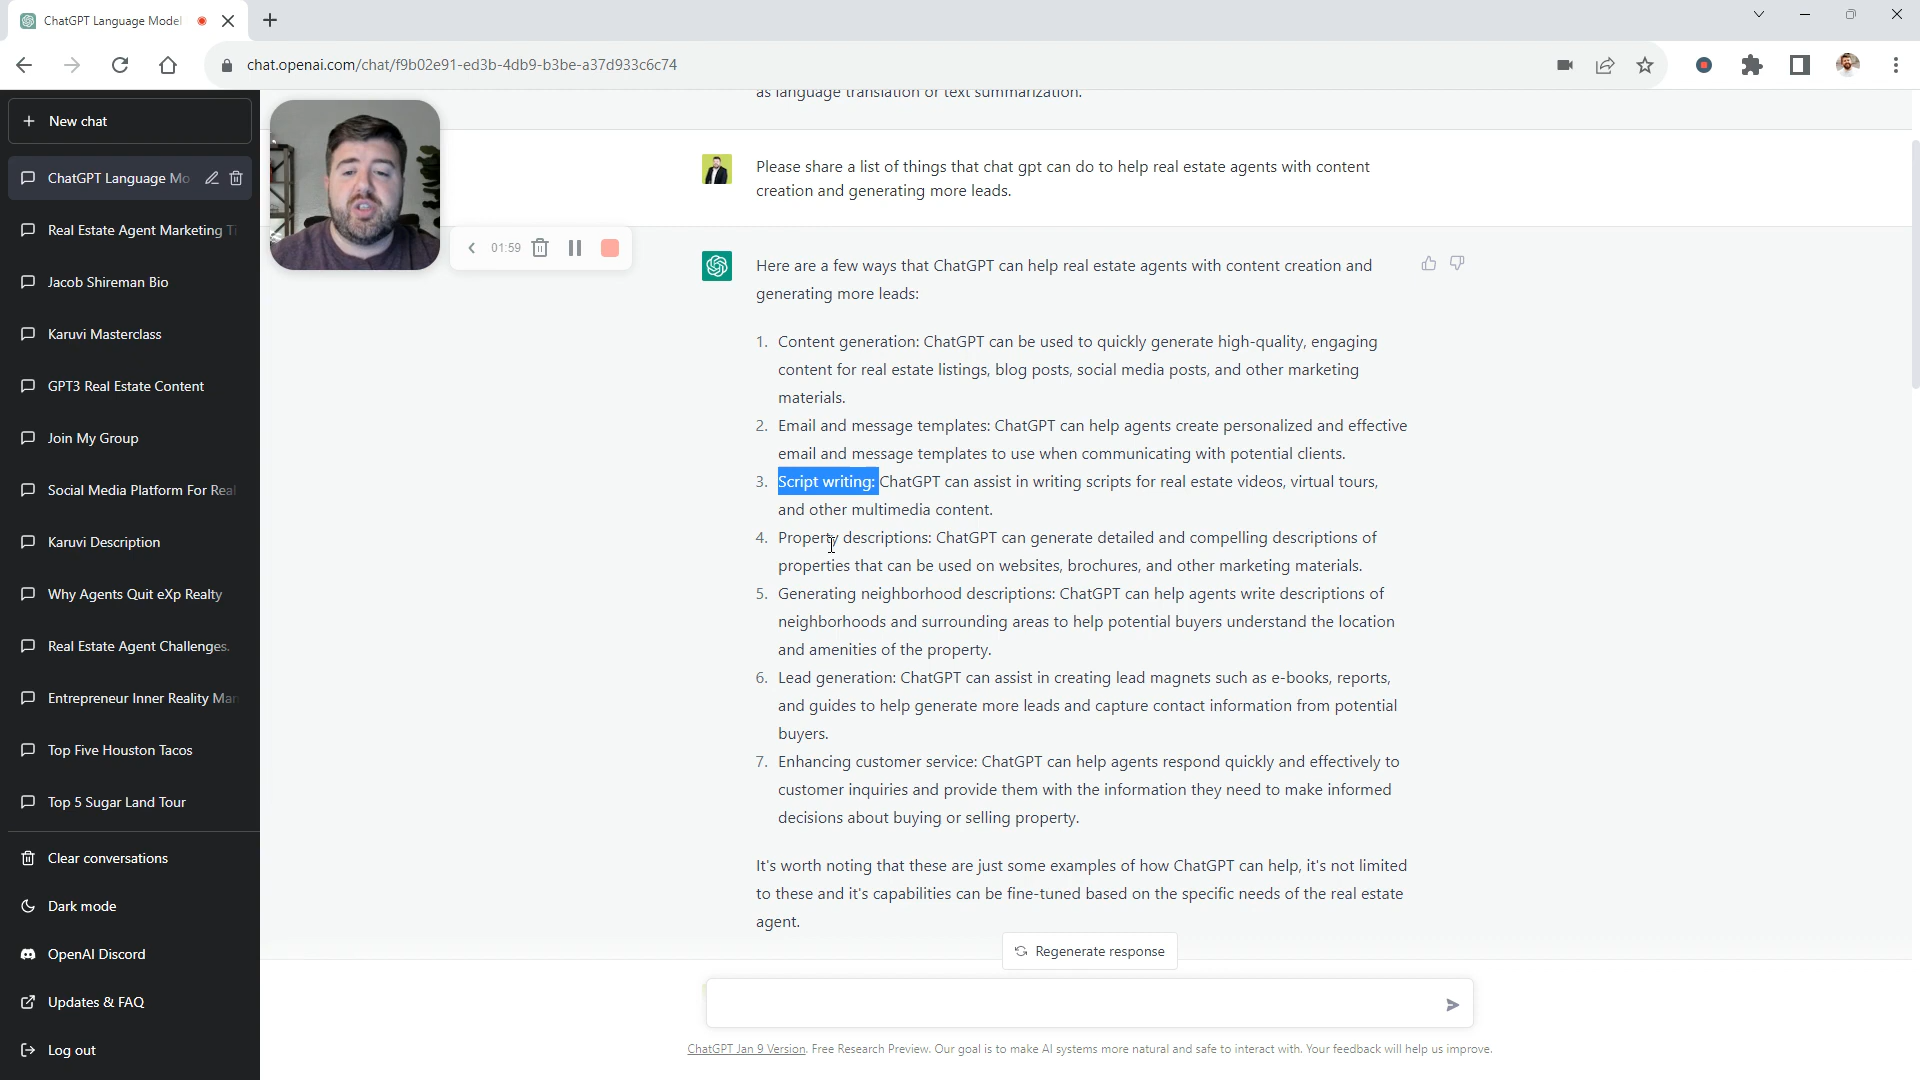 ChatGPT Language Model
chat.openai.com/chat/f9b02e91-ed3b-4db9-b3be-a37d933c6c74
New chat
ChatGPT Language Mo
Real Estate Agent Marketing Ti
Jacob Shireman Bio
Karuvi Masterclass
GPT3 Real Estate Content
Join My Group
Social Media Platform For Real
Karuvi Description
Why Agents Quit eXp Realty
Real Estate Agent Challenges.
Entrepreneur Inner Reality Man
Top Five Houston Tacos
Top 5 Sugar Land Tour
Clear conversations
Dark mode
OpenAI Discord
Updates & FAQ
Log out
01:59
as language translation or text summarization.
Please share a list of things that chat gpt can do to help real estate agents with content
creation and generating more leads.
Here are a few ways that ChatGPT can help real estate agents with content creation and
generating more leads:
1. Content generation: ChatGPT can be used to quickly generate high-quality, engaging
content for real estate listings, blog posts, social media posts, and other marketing
materials.
2. Email and message templates: ChatGPT can help agents create personalized and effective
email and message templates to use when communicating with potential clients.
3. Script writing: ChatGPT can assist in writing scripts for real estate videos, virtual tours,
and other multimedia content.
4. Property descriptions: ChatGPT can generate detailed and compelling descriptions of
properties that can be used on websites, brochures, and other marketing materials.
5. Generating neighborhood descriptions: ChatGPT can help agents write descriptions of
neighborhoods and surrounding areas to help potential buyers understand the location
and amenities of the property.
6. Lead generation: ChatGPT can assist in creating lead magnets such as e-books, reports,
and guides to help generate more leads and capture contact information from potential
buyers.
7. Enhancing customer service: ChatGPT can help agents respond quickly and effectively to
customer inquiries and provide them with the information they need to make informed
decisions about buying or selling property.
It's worth noting that these are just some examples of how ChatGPT can help, it's not limited
to these and it's capabilities can be fine-tuned based on the specific needs of the real estate
agent.
Regenerate response
ChatGPT Jan 9 Version. Free Research Preview. Our goal is to make AI systems more natural and safe to interact with. Your feedback will help us improve.